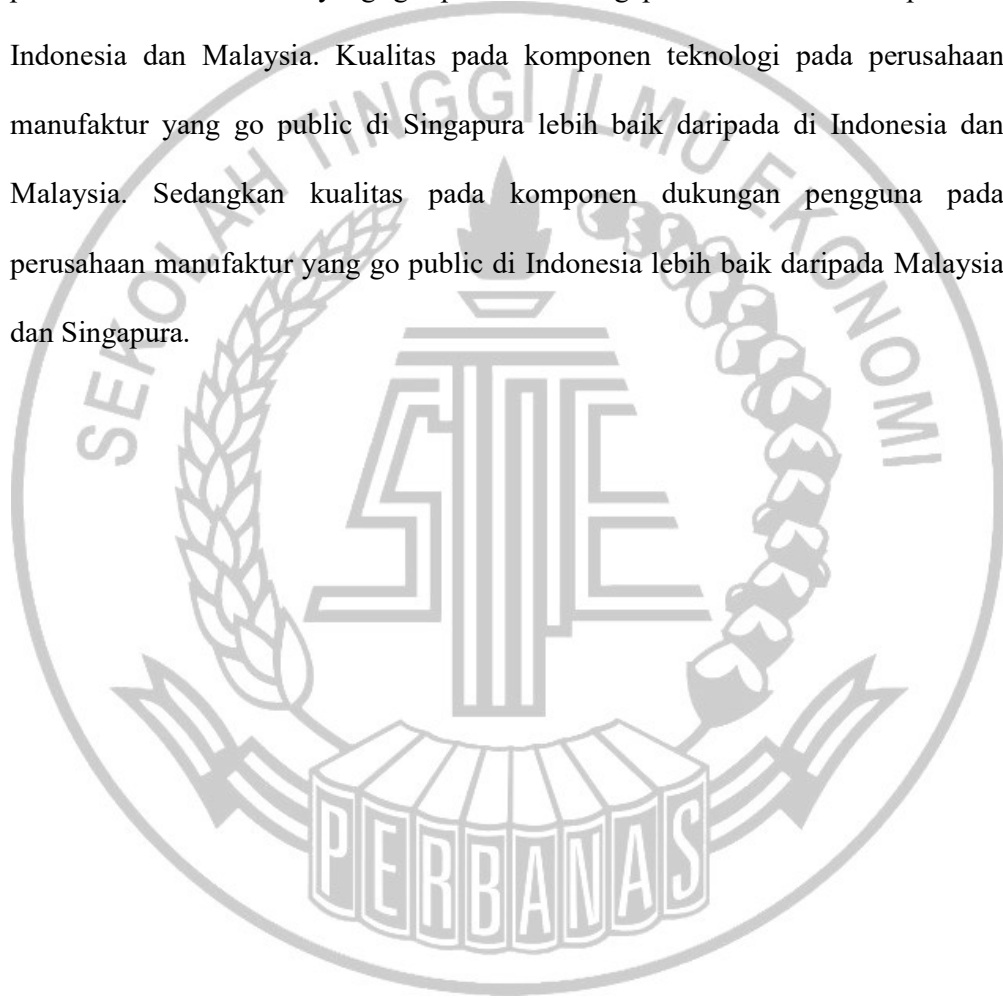 Indonesia dan Malaysia. Kualitas pada komponen teknologi pada perusahaan
manufaktur yang go public di Singapura lebih baik daripada di Indonesia dan
Malaysia. Sedangkan kualitas pada komponen dukungan pengguna pada
perusahaan manufaktur yang go public di Indonesia lebih baik daripada Malaysia
dan Singapura.
SEKOLAH TINGGI ILMU EKONOMI
STIE
PERBANAS